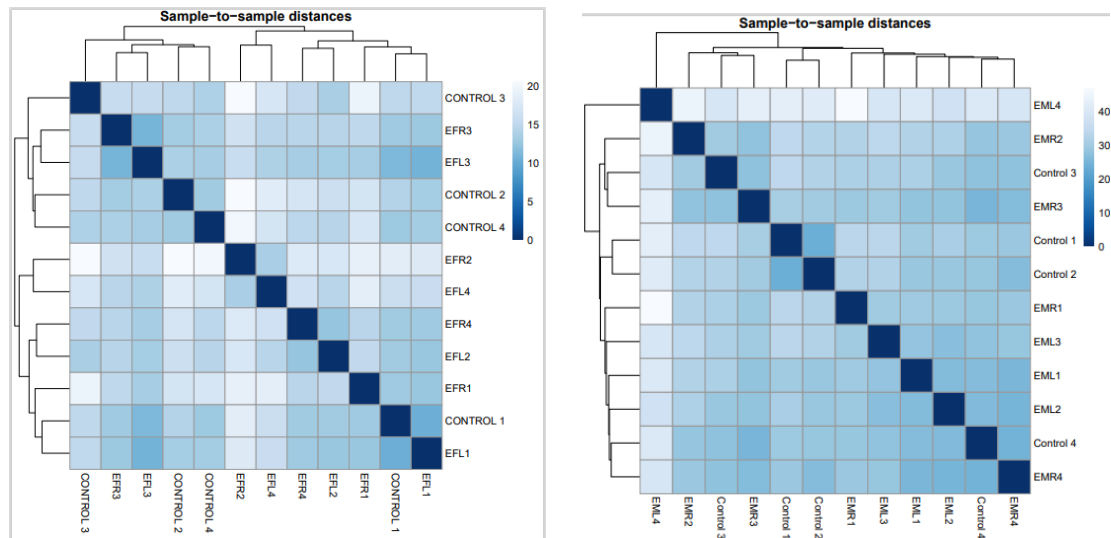 Sample−to−sample distances
CONTROL 3
EFR3
EFL3
CONTROL 2
CONTROL 4
EFR2
EFL4
EFR4
EFL2
EFR1
CONTROL 1
EFL1
20
15
10
5
0
CONTROL 3
EFR3
EFL3
CONTROL 2
CONTROL 4
EFR2
EFL4
EFR4
EFL2
EFR1
CONTROL 1
EFL1
Sample−to−sample distances
EML4
EMR2
Control 3
EMR3
Control 1
Control 2
EMR1
EML3
EML1
EML2
Control 4
EMR4
40
30
20
10
0
EML4
EMR2
Control 3
EMR3
Control 1
Control 2
EMR1
EML3
EML1
EML2
Control 4
EMR4